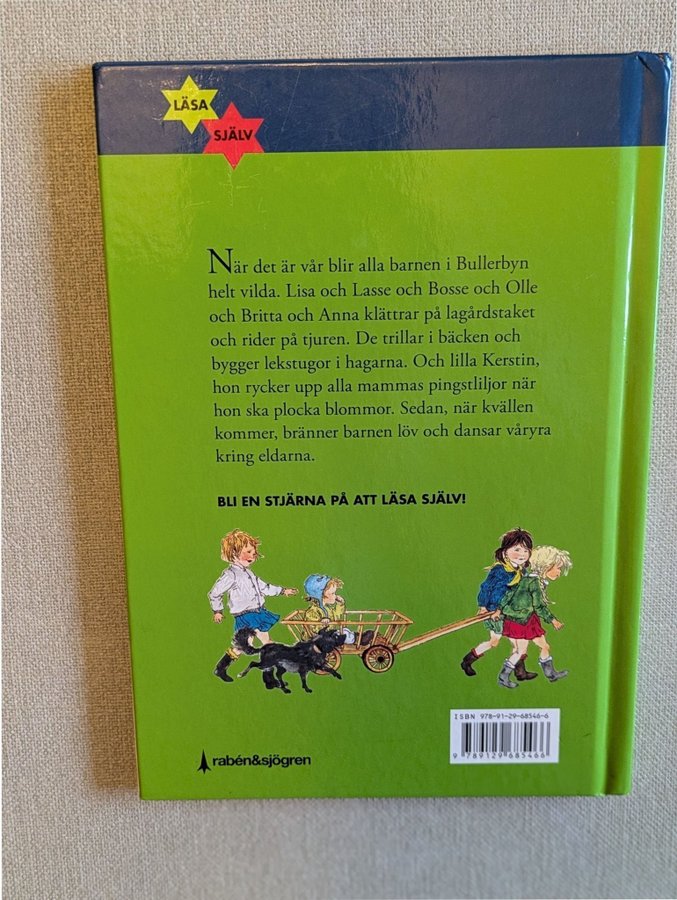 LÄSA
SJÄLV
När det är vår blir alla barnen i Bullerbyn
helt vilda. Lisa och Lasse och Bosse och Olle
och Britta och Anna klättrar på lagårdstaket
och rider på tjuren. De trillar i bäcken och
bygger lekstugor i hagarna. Och lilla Kerstin,
hon rycker upp alla mammas pingstliljor när
hon ska plocka blommor. Sedan, när kvällen
kommer, bränner barnen löv och dansar våryra
kring eldarna.
BLI EN STJÄRNA PÅ ATT LÄSA SJÄLV!
ISBN 978-91-29-68546-6
9 789129 685466
rabén&sjögren